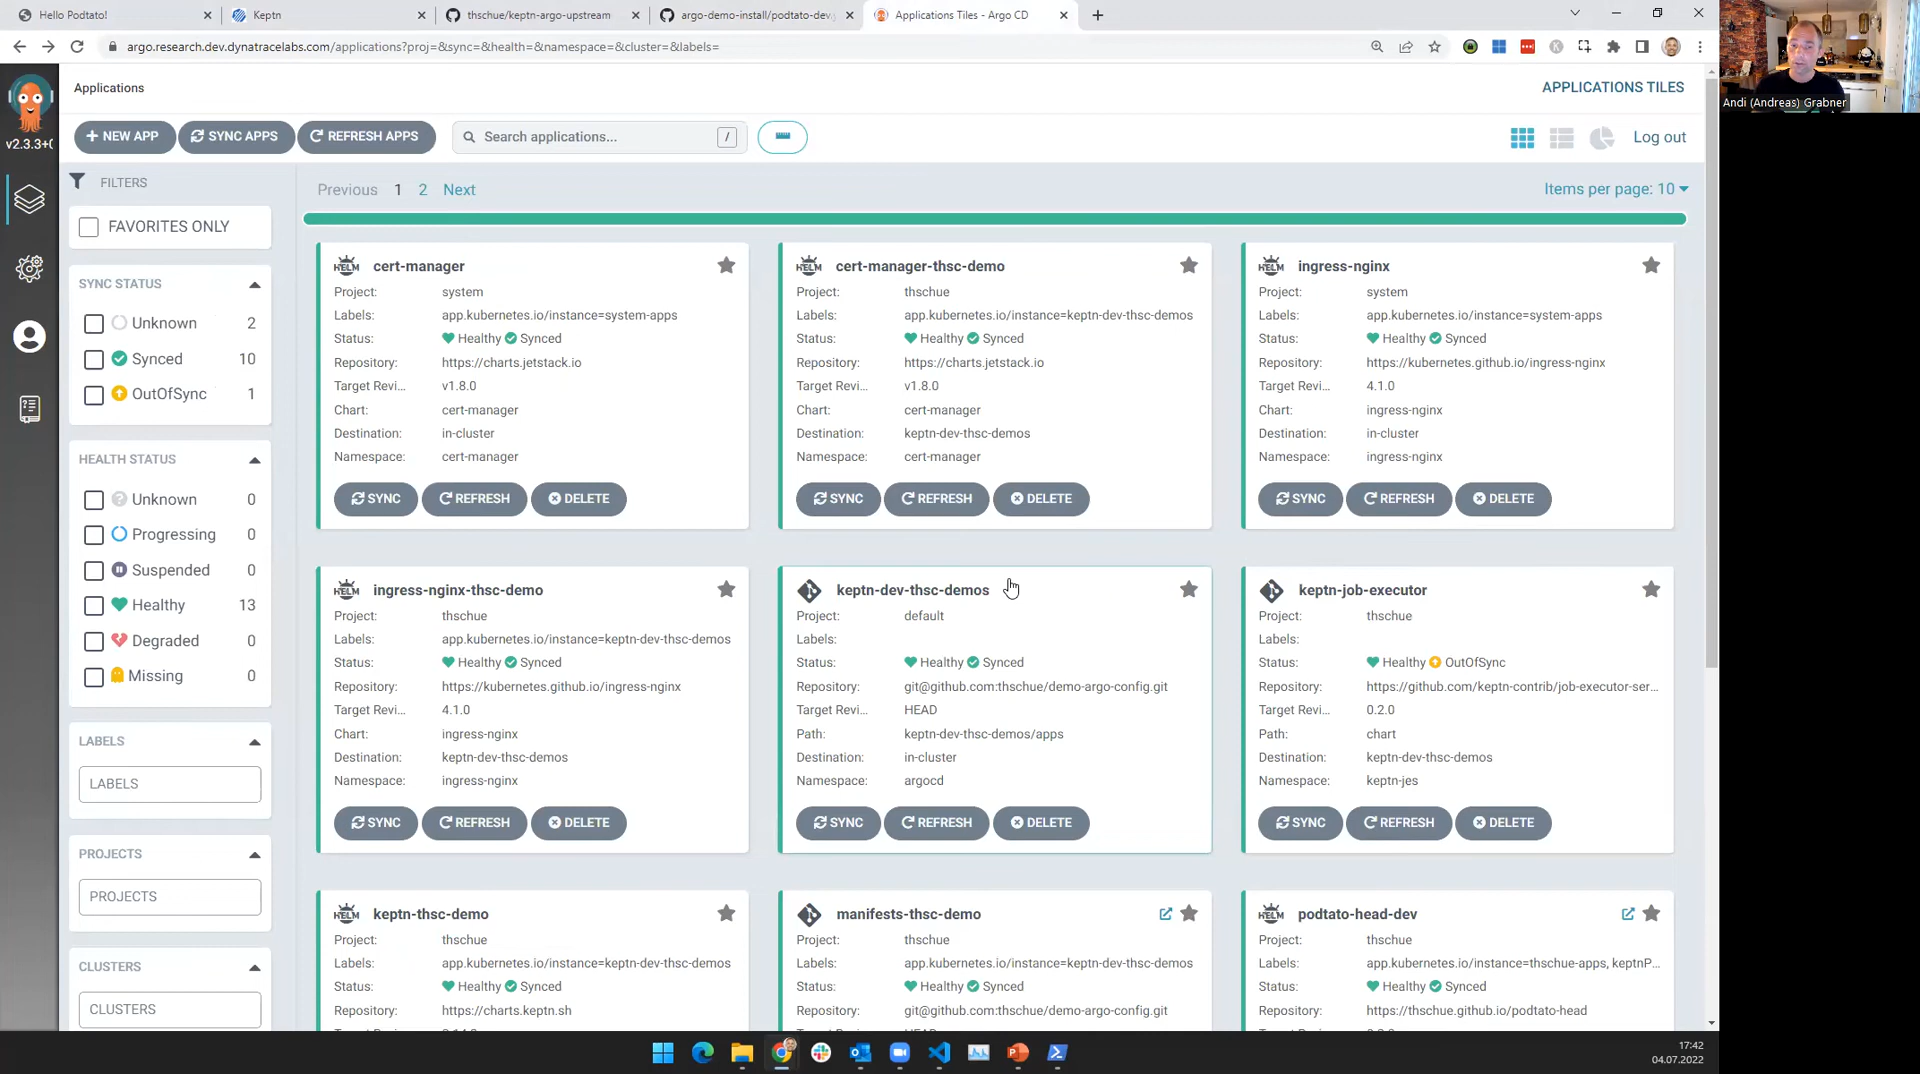 Hello Podtato!
Keptn
thschue/keptn-argo-upstream
argo-demo-install/podtato-dev
Applications Tiles - Argo CD
argo.research.dev.dynatracelabs.com/applications?proj=&sync=&health=&namespace=&cluster=&labels=
Andi (Andreas) Grabner
Applications
APPLICATIONS TILES
v2.3.3+0
NEW APP
SYNC APPS
REFRESH APPS
Search applications...
/
Log out
FILTERS
Previous 1 2 Next
Items per page: 10
FAVORITES ONLY
SYNC STATUS
Unknown 2
Synced 10
OutOfSync 1
HEALTH STATUS
Unknown 0
Progressing 0
Suspended 0
Healthy 13
Degraded 0
Missing 0
LABELS
LABELS
PROJECTS
PROJECTS
CLUSTERS
CLUSTERS
HELM cert-manager
Project: system
Labels: app.kubernetes.io/instance=system-apps
Status: Healthy Synced
Repository: https://charts.jetstack.io
Target Revi... v1.8.0
Chart: cert-manager
Destination: in-cluster
Namespace: cert-manager
SYNC REFRESH DELETE
HELM cert-manager-thsc-demo
Project: thschue
Labels: app.kubernetes.io/instance=keptn-dev-thsc-demos
Status: Healthy Synced
Repository: https://charts.jetstack.io
Target Revi... v1.8.0
Chart: cert-manager
Destination: keptn-dev-thsc-demos
Namespace: cert-manager
SYNC REFRESH DELETE
HELM ingress-nginx
Project: system
Labels: app.kubernetes.io/instance=system-apps
Status: Healthy Synced
Repository: https://kubernetes.github.io/ingress-nginx
Target Revi... 4.1.0
Chart: ingress-nginx
Destination: in-cluster
Namespace: ingress-nginx
SYNC REFRESH DELETE
HELM ingress-nginx-thsc-demo
Project: thschue
Labels: app.kubernetes.io/instance=keptn-dev-thsc-demos
Status: Healthy Synced
Repository: https://kubernetes.github.io/ingress-nginx
Target Revi... 4.1.0
Chart: ingress-nginx
Destination: keptn-dev-thsc-demos
Namespace: ingress-nginx
SYNC REFRESH DELETE
keptn-dev-thsc-demos
Project: default
Labels:
Status: Healthy Synced
Repository: git@github.com:thschue/demo-argo-config.git
Target Revi... HEAD
Path: keptn-dev-thsc-demos/apps
Destination: in-cluster
Namespace: argocd
SYNC REFRESH DELETE
keptn-job-executor
Project: thschue
Labels:
Status: Healthy OutOfSync
Repository: https://github.com/keptn-contrib/job-executor-ser...
Target Revi... 0.2.0
Path: chart
Destination: keptn-dev-thsc-demos
Namespace: keptn-jes
SYNC REFRESH DELETE
HELM keptn-thsc-demo
Project: thschue
Labels: app.kubernetes.io/instance=keptn-dev-thsc-demos
Status: Healthy Synced
Repository: https://charts.keptn.sh
manifests-thsc-demo
Project: thschue
Labels: app.kubernetes.io/instance=keptn-dev-thsc-demos
Status: Healthy Synced
Repository: git@github.com:thschue/demo-argo-config.git
HELM podtato-head-dev
Project: thschue
Labels: app.kubernetes.io/instance=thschue-apps, keptnP...
Status: Healthy Synced
Repository: https://thschue.github.io/podtato-head
17:42
04.07.2022